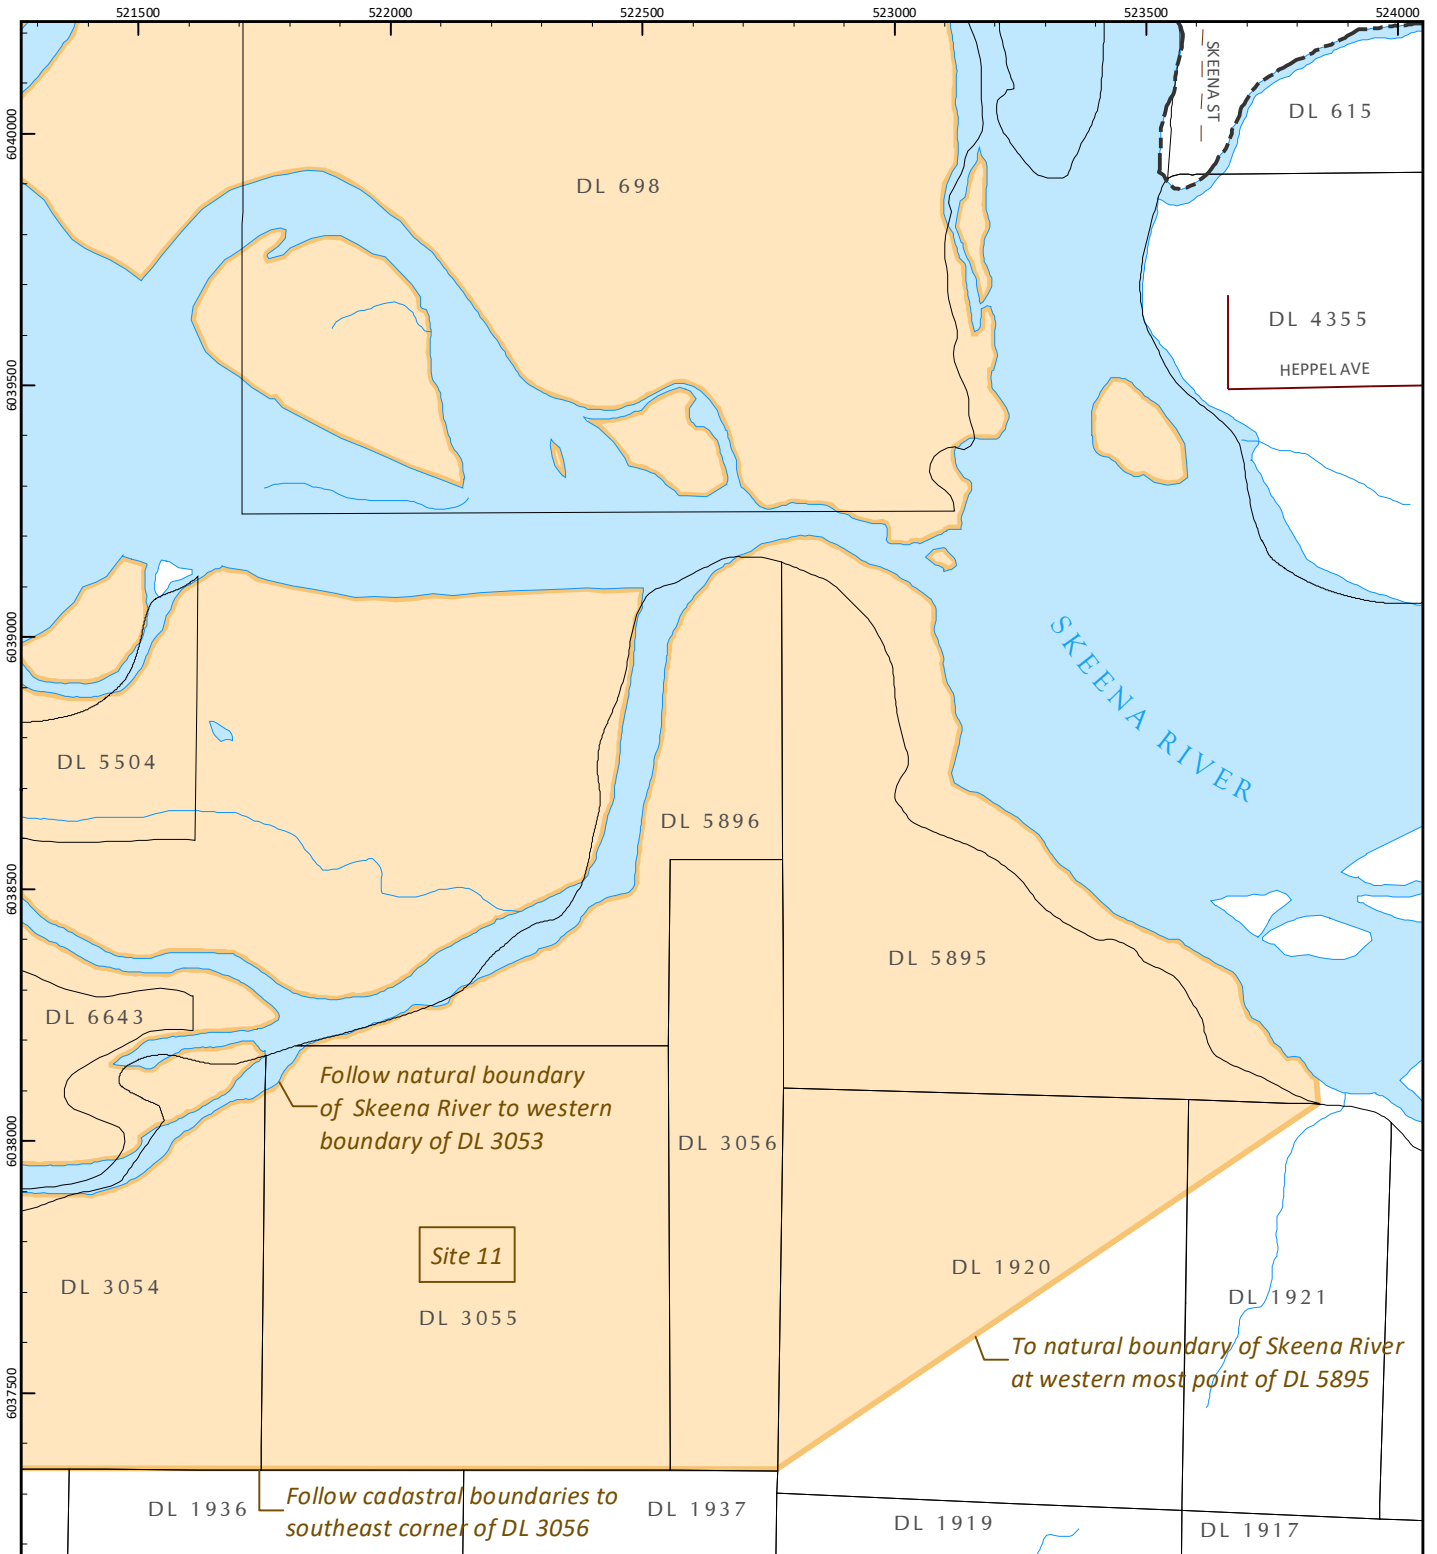 521500 522000 522500 523000 523500 524000
6040000
6039500
6039000
6038500
6038000
6037500
SKEENA ST
DL 615
DL 698
DL 4355
HEPPEL AVE
SKEENA RIVER
DL 5504
DL 5896
DL 5895
DL 6643
Follow natural boundary
of Skeena River to western
boundary of DL 3053
DL 3056
Site 11
DL 3054
DL 3055
DL 1920
DL 1921
To natural boundary of Skeena River
at western most point of DL 5895
DL 1936
Follow cadastral boundaries to
southeast corner of DL 3056
DL 1937
DL 1919
DL 1917